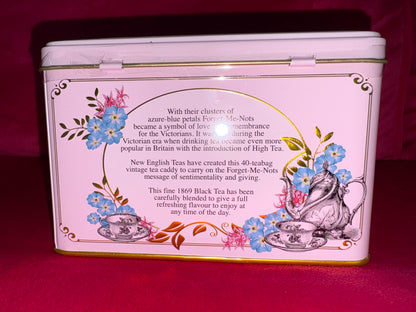 With their clusters of
azure-blue petals Forget-Me-Nots
became a symbol of love remembrance
for the Victorians. It was during the
Victorian era when drinking tea became even more
popular in Britain with the introduction of High Tea.
New English Teas have created this 40-teabag
vintage tea caddy to carry on the Forget-Me-Nots
message of sentimentality and giving.
This fine 1869 Black Tea has been
carefully blended to give a full
refreshing flavour to enjoy at
any time of the day.